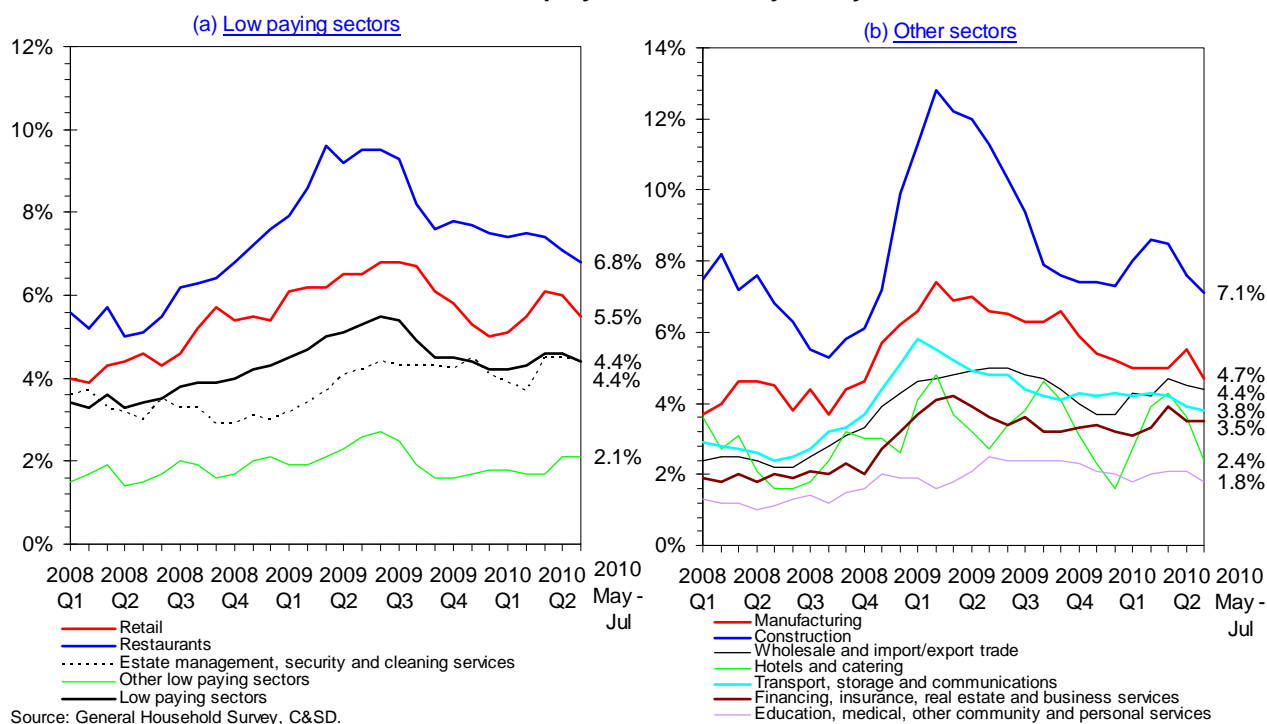 (a) Low paying sectors
12%
10%
8%
6%
4%
2%
0%
6.8%
5.5%
4.4%
4.4%
2.1%
2008 2008 2008 2008 2009 2009 2009 2009 2010 2010 2010
Q1 Q2 Q3 Q4 Q1 Q2 Q3 Q4 Q1 Q2 May -
Jul
Retail
Restaurants
Estate management, security and cleaning services
Other low paying sectors
Low paying sectors
Source: General Household Survey, C&SD.
(b) Other sectors
14%
12%
10%
8%
6%
4%
2%
0%
7.1%
4.7%
4.4%
3.8%
3.5%
2.4%
1.8%
2008 2008 2008 2008 2009 2009 2009 2009 2010 2010 2010
Q1 Q2 Q3 Q4 Q1 Q2 Q3 Q4 Q1 Q2 May -
Jul
Manufacturing
Construction
Wholesale and import/export trade
Hotels and catering
Transport, storage and communications
Financing, insurance, real estate and business services
Education, medical, other community and personal services